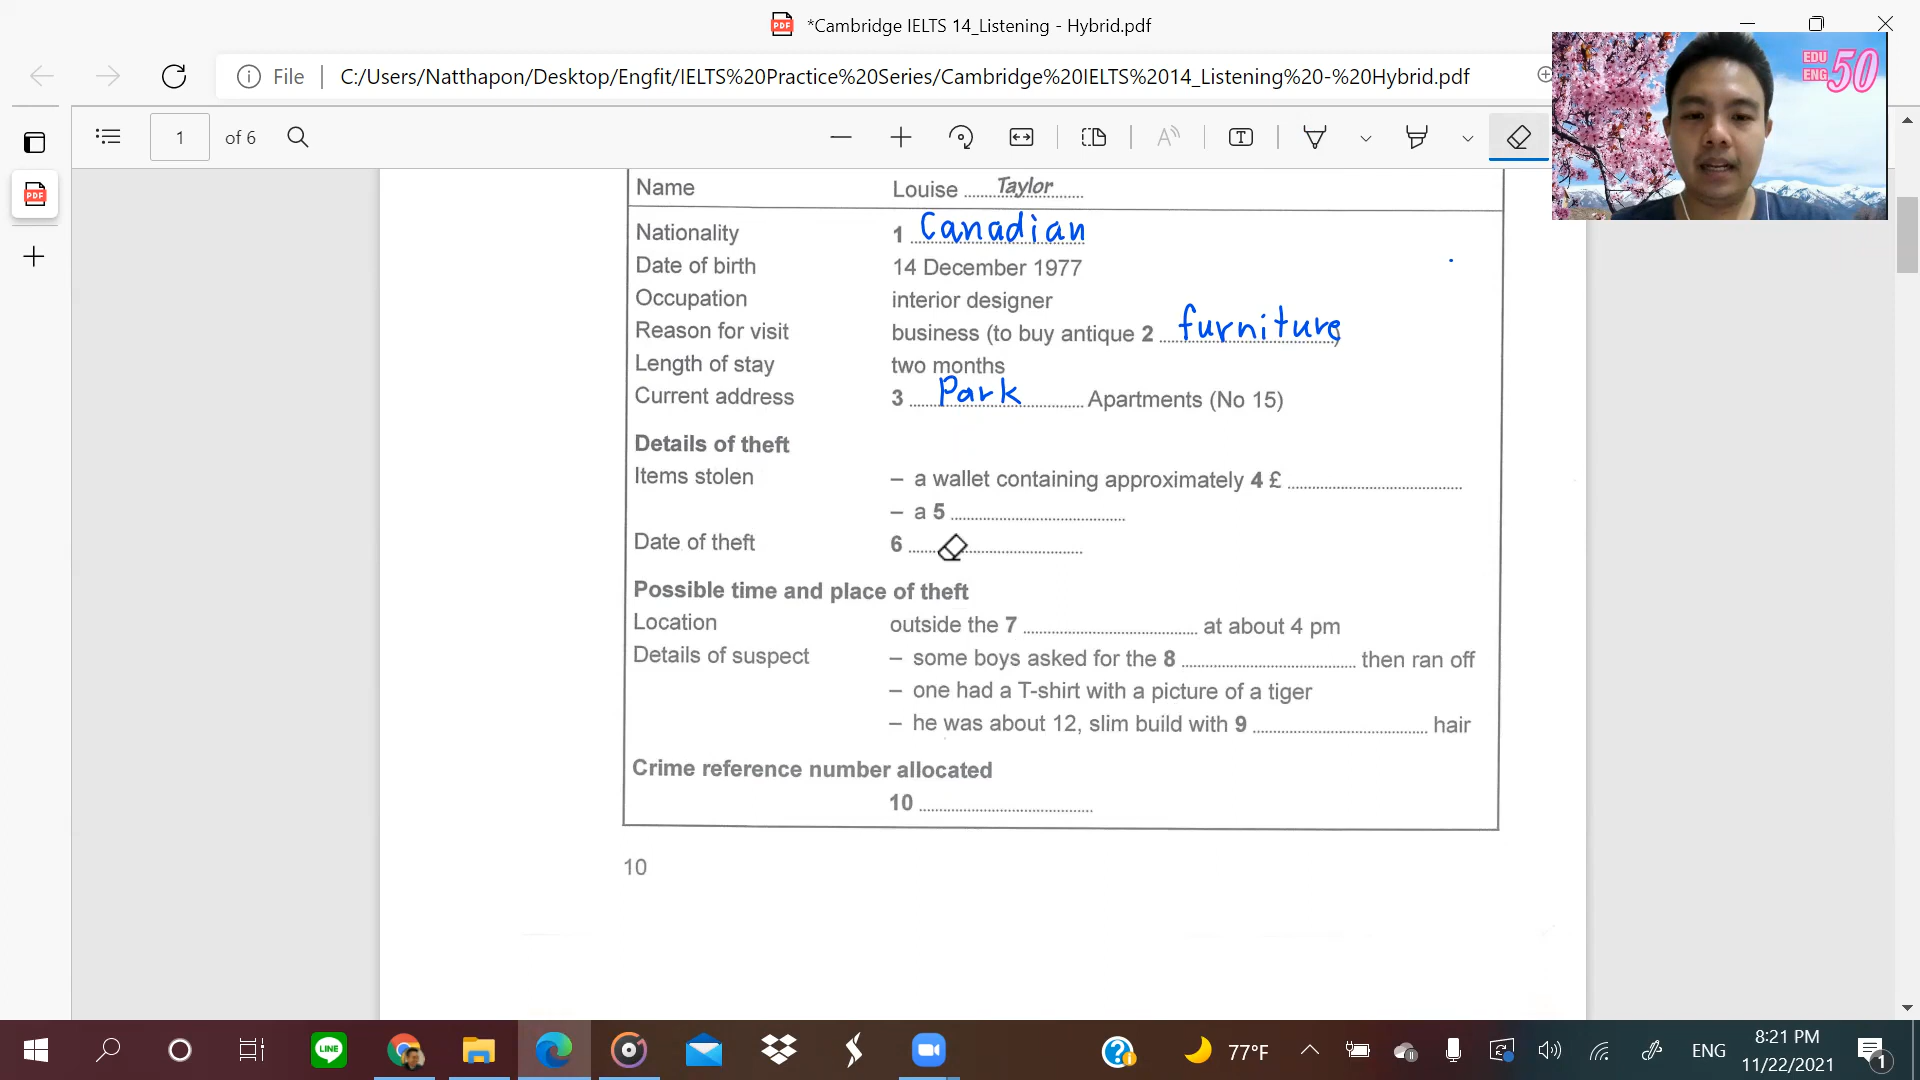 *Cambridge IELTS 14_Listening - Hybrid.pdf
File | C:/Users/Natthapon/Desktop/Engfit/IELTS%20Practice%20Series/Cambridge%20IELTS%2014_Listening%20-%20Hybrid.pdf
EDU ENG 50
1 of 6
Name Louise Taylor
Nationality 1 Canadian
Date of birth 14 December 1977
Occupation interior designer
Reason for visit business (to buy antique 2 furniture)
Length of stay two months
Current address 3 Park Apartments (No 15)
Details of theft
Items stolen – a wallet containing approximately 4 £ ....................
– a 5 ....................
Date of theft 6 ....................
Possible time and place of theft
Location outside the 7 .................... at about 4 pm
Details of suspect – some boys asked for the 8 .................... then ran off
– one had a T-shirt with a picture of a tiger
– he was about 12, slim build with 9 .................... hair
Crime reference number allocated
10 ....................
10
LINE
77°F
ENG
8:21 PM
11/22/2021
1